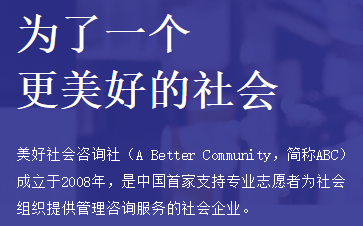 为了一个
更美好的社会
美好社会咨询社（A Better Community，简称ABC）
成立于2008年，是中国首家支持专业志愿者为社会
组织提供管理咨询服务的社会企业。